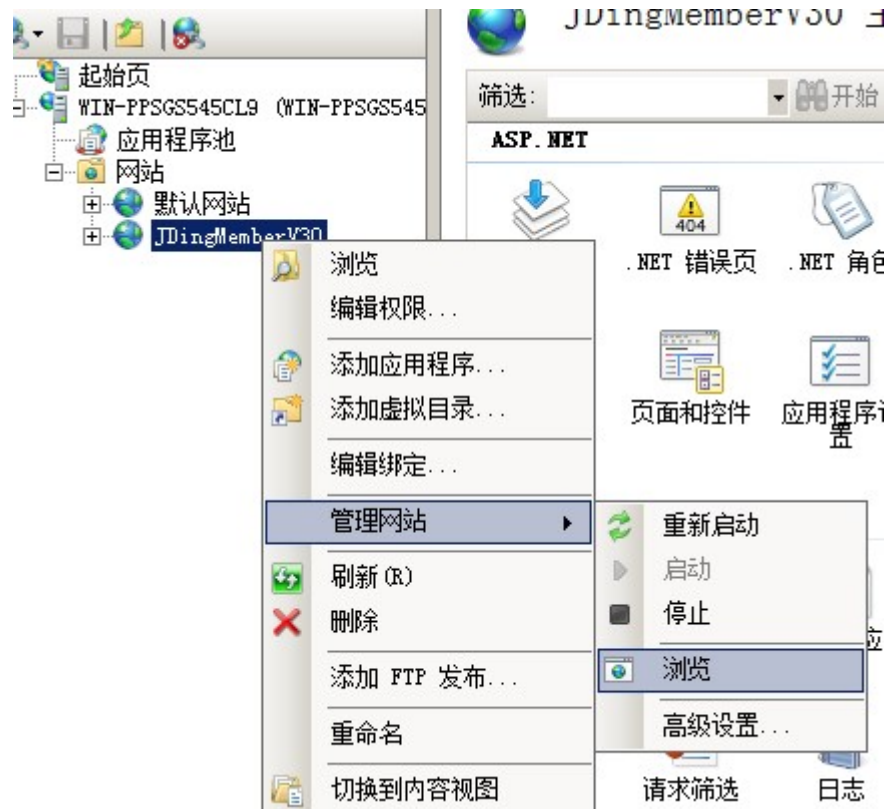 JDingMemberV30 主
起始页
WIN-PPSGS545CL9 (WIN-PPSGS545
应用程序池
网站
默认网站
JDingMemberV30
筛选:
开始
ASP.NET
404
.NET 错误页
.NET 角色
页面和控件
应用程序设
置
浏览
编辑权限...
添加应用程序...
添加虚拟目录...
编辑绑定...
管理网站
刷新(R)
删除
添加 FTP 发布...
重命名
切换到内容视图
重新启动
启动
停止
浏览
高级设置...
应
请求筛选
日志